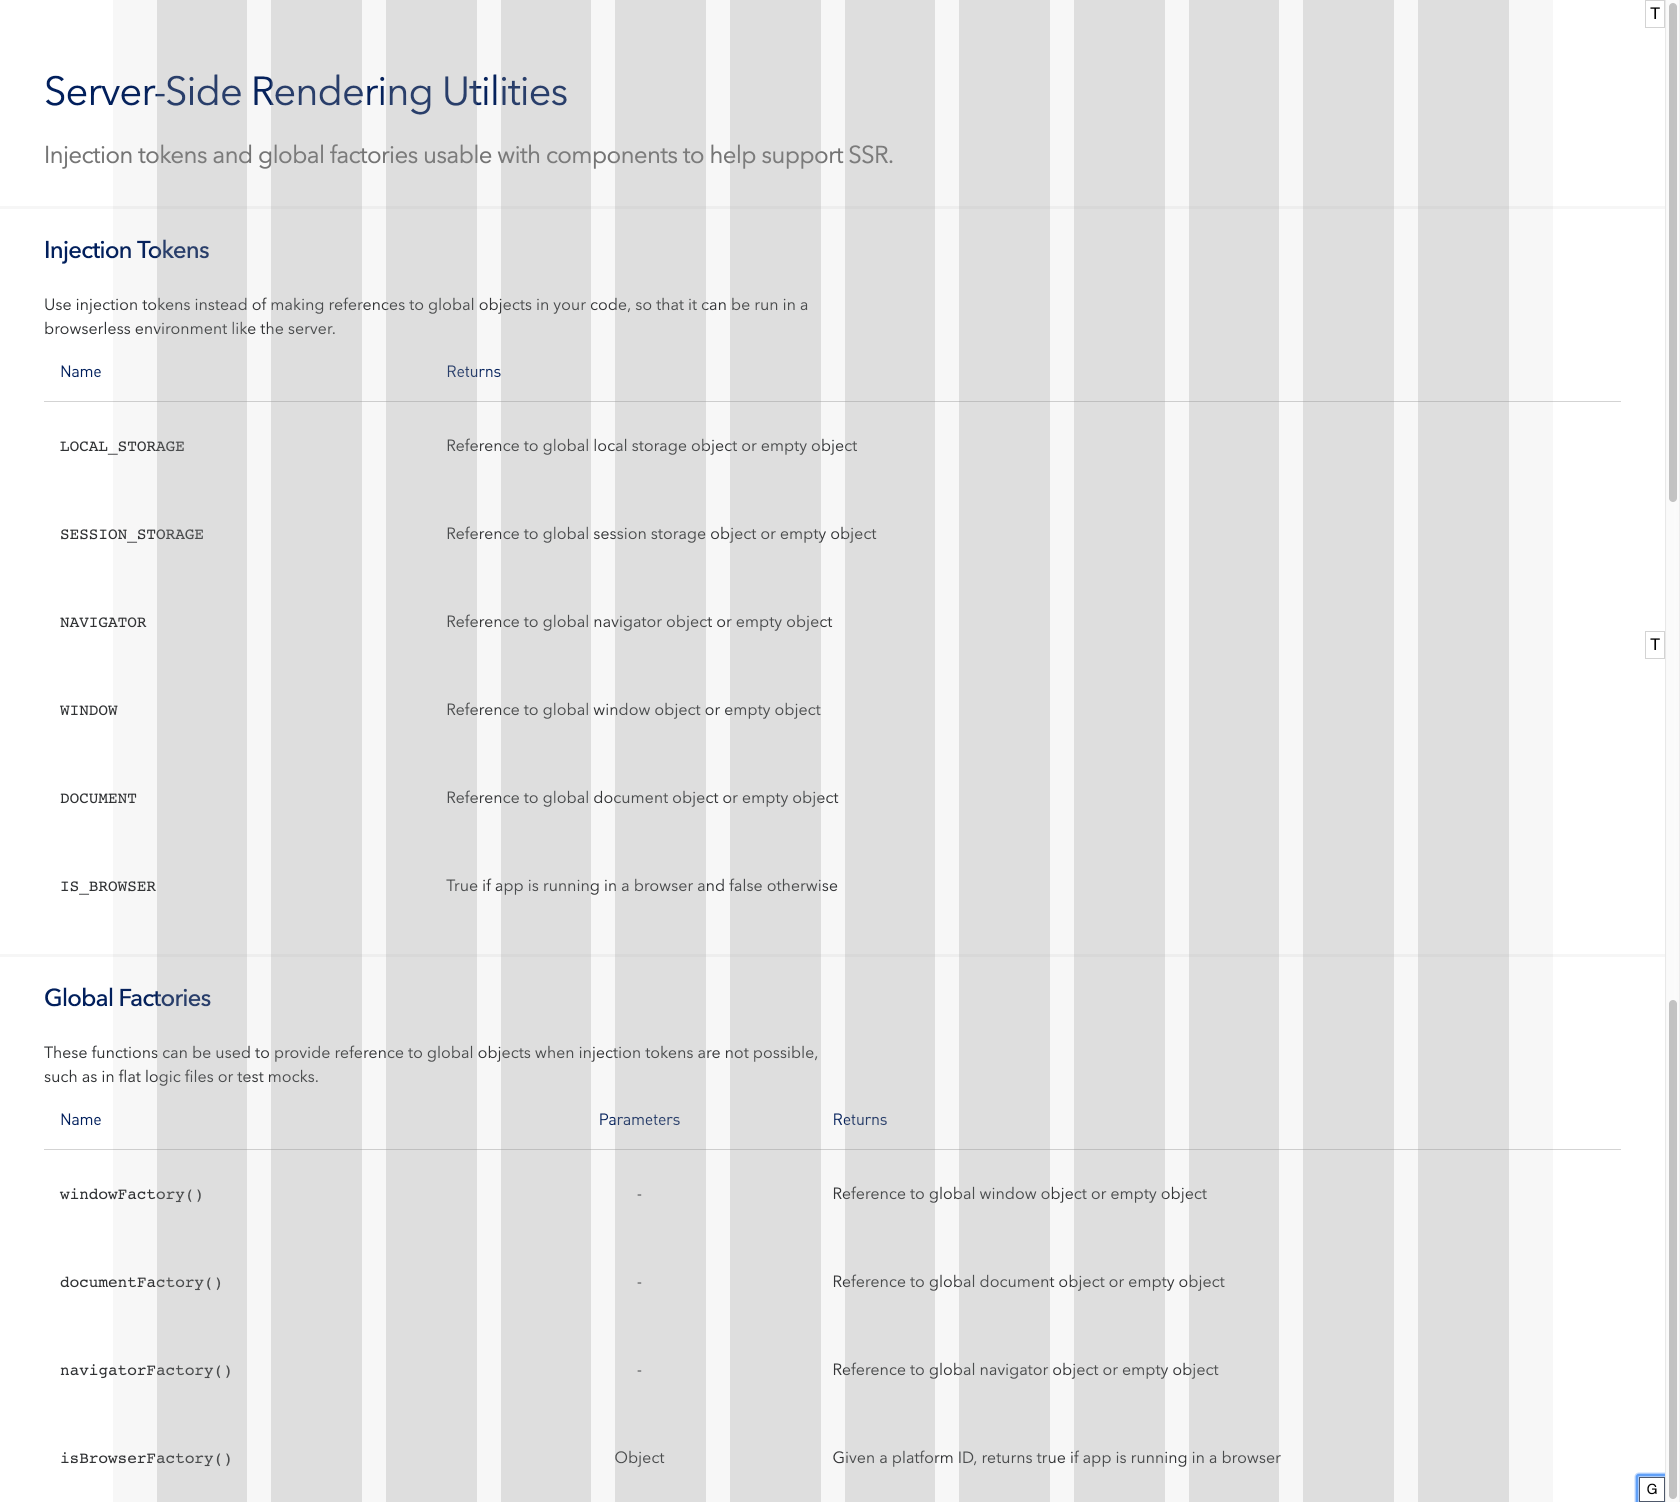 T
Server-Side Rendering Utilities
Injection tokens and global factories usable with components to help support SSR.
Injection Tokens
Use injection tokens instead of making references to global objects in your code, so that it can be run in a
browserless environment like the server.
Name Returns
LOCAL_STORAGE Reference to global local storage object or empty object
SESSION_STORAGE Reference to global session storage object or empty object
NAVIGATOR Reference to global navigator object or empty object
T
WINDOW Reference to global window object or empty object
DOCUMENT Reference to global document object or empty object
IS_BROWSER True if app is running in a browser and false otherwise
Global Factories
These functions can be used to provide reference to global objects when injection tokens are not possible,
such as in flat logic files or test mocks.
Name Parameters Returns
windowFactory() - Reference to global window object or empty object
documentFactory() - Reference to global document object or empty object
navigatorFactory() - Reference to global navigator object or empty object
isBrowserFactory() Object Given a platform ID, returns true if app is running in a browser
G